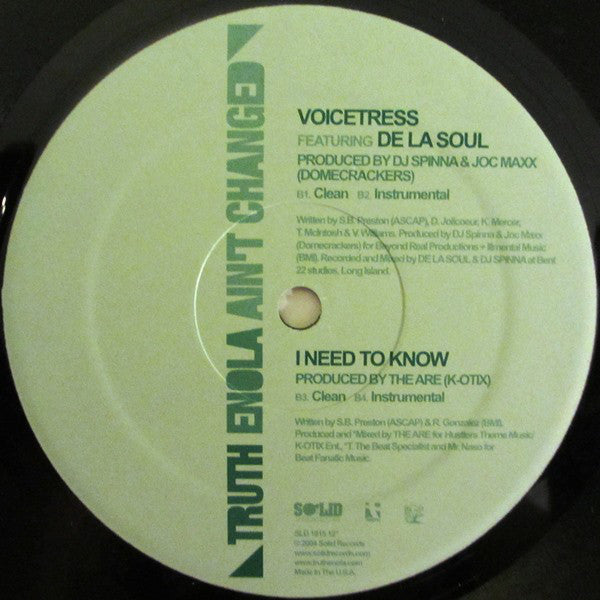 TRUTH ENOLA AIN'T CHANGED
VOICETRESS
FEATURING DE LA SOUL
PRODUCED BY DJ SPINNA & JOC MAXX
(DOMECRACKERS)
B1. Clean B2. Instrumental
Written by S.B. Preston (ASCAP), D. Jolicoeur, K. Mercer,
T. McIntosh & V. Williams. Produced by DJ Spinna & Joc Maxx
(Domecrackers) for Beyond Real Productions + Illmental Music
(BMI). Recorded and Mixed by DE LA SOUL & DJ SPINNA at Bent
22 studios, Long Island.
I NEED TO KNOW
PRODUCED BY THE ARE (K-OTIX)
B3. Clean B4. Instrumental
Written by S.B. Preston (ASCAP) & R. Gonzalez (BMI).
Produced and *Mixed by THE ARE for Hustlers Theme Music/
K-OTIX Ent., *T. The Beat Specialist and Mr. Naso for
Beat Fanatic Music.
SOLID
SLD 1015 12"
© 2004 Solid Records
www.solidrecords.com
www.truthenola.com
Made In The U.S.A.